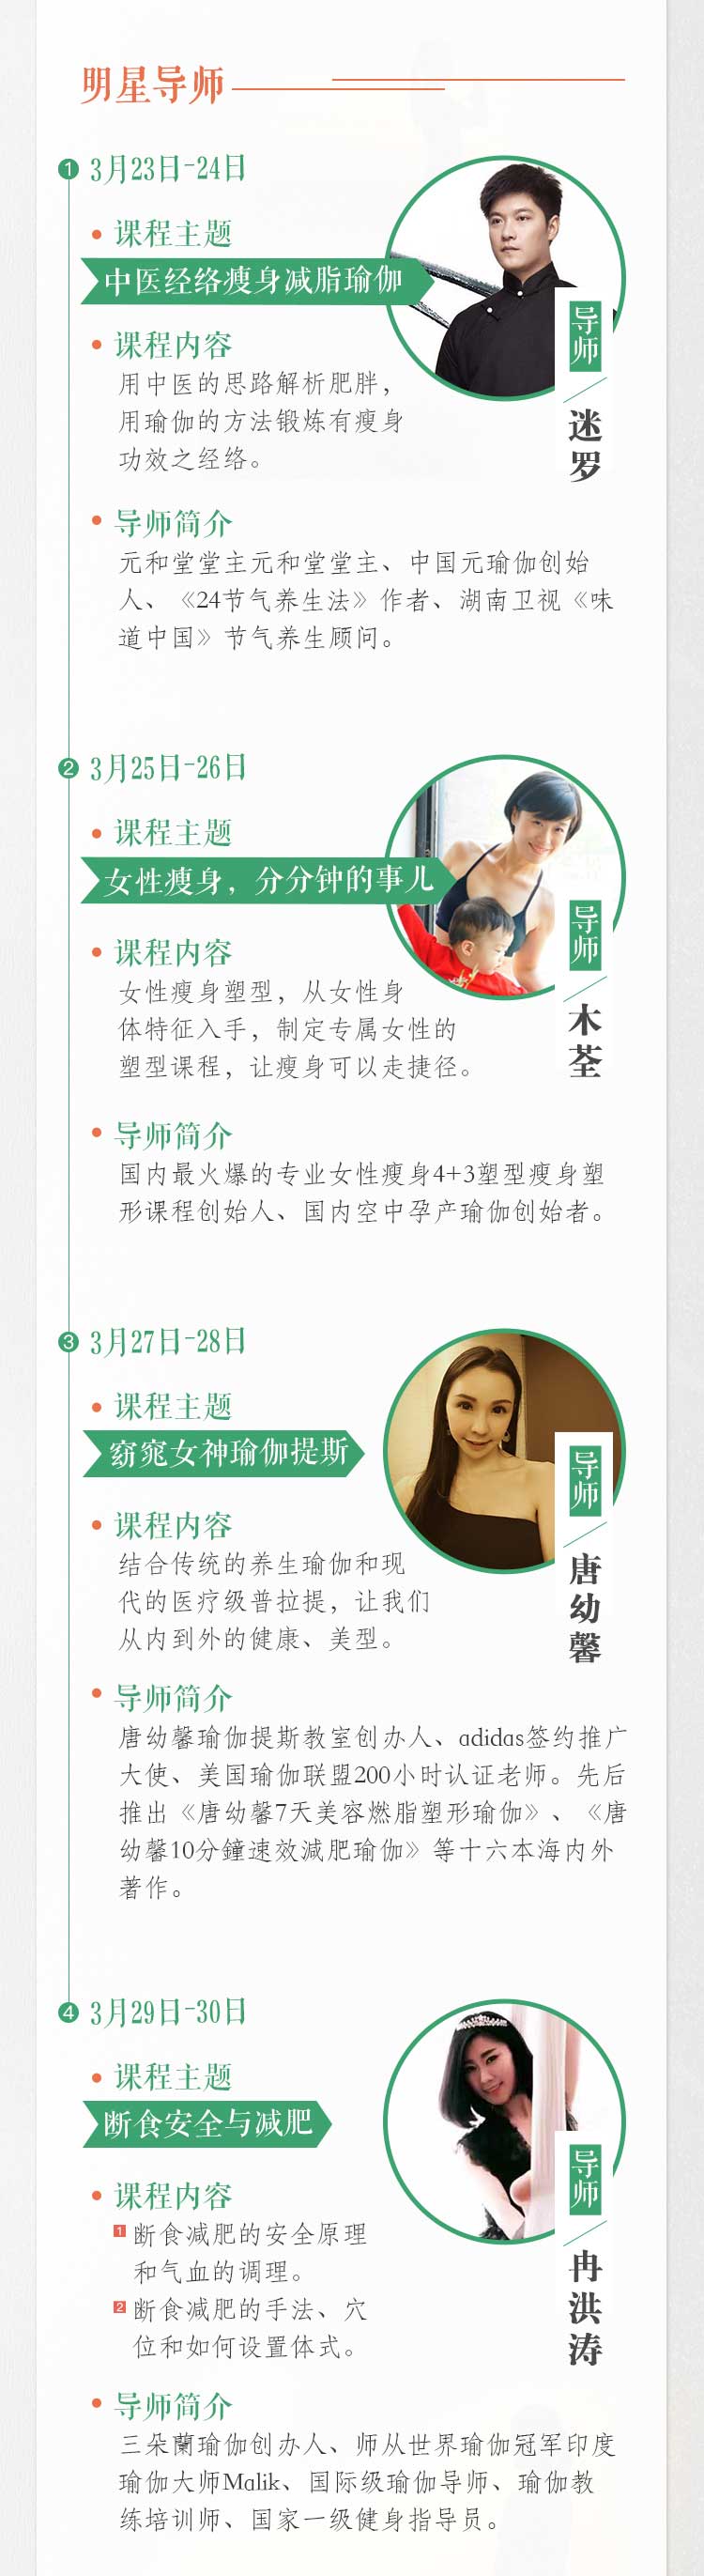 明星导师
1 3月23日-24日
课程主题
中医经络瘦身减脂瑜伽
课程内容
用中医的思路解析肥胖，
用瑜伽的方法锻炼有瘦身
功效之经络。
导师
迷罗
导师简介
元和堂堂主元和堂堂主、中国元瑜伽创始
人、《24节气养生法》作者、湖南卫视《味
道中国》节气养生顾问。
2 3月25日-26日
课程主题
女性瘦身，分分钟的事儿
课程内容
女性瘦身塑型，从女性身
体特征入手，制定专属女性的
塑型课程，让瘦身可以走捷径。
导师
木荃
导师简介
国内最火爆的专业女性瘦身4+3塑型瘦身塑
形课程创始人、国内空中孕产瑜伽创始者。
3 3月27日-28日
课程主题
窈窕女神瑜伽提斯
课程内容
结合传统的养生瑜伽和现
代的医疗级普拉提，让我们
从内到外的健康、美型。
导师
唐幼馨
导师简介
唐幼馨瑜伽提斯教室创办人、adidas签约推广
大使、美国瑜伽联盟200小时认证老师。先后
推出《唐幼馨7天美容燃脂塑形瑜伽》、《唐
幼馨10分鐘速效減肥瑜伽》等十六本海内外
著作。
4 3月29日-30日
课程主题
断食安全与减肥
课程内容
1 断食减肥的安全原理
和气血的调理。
2 断食减肥的手法、穴
位和如何设置体式。
导师
冉洪涛
导师简介
三朵蘭瑜伽创办人、师从世界瑜伽冠军印度
瑜伽大师Malik、国际级瑜伽导师、瑜伽教
练培训师、国家一级健身指导员。